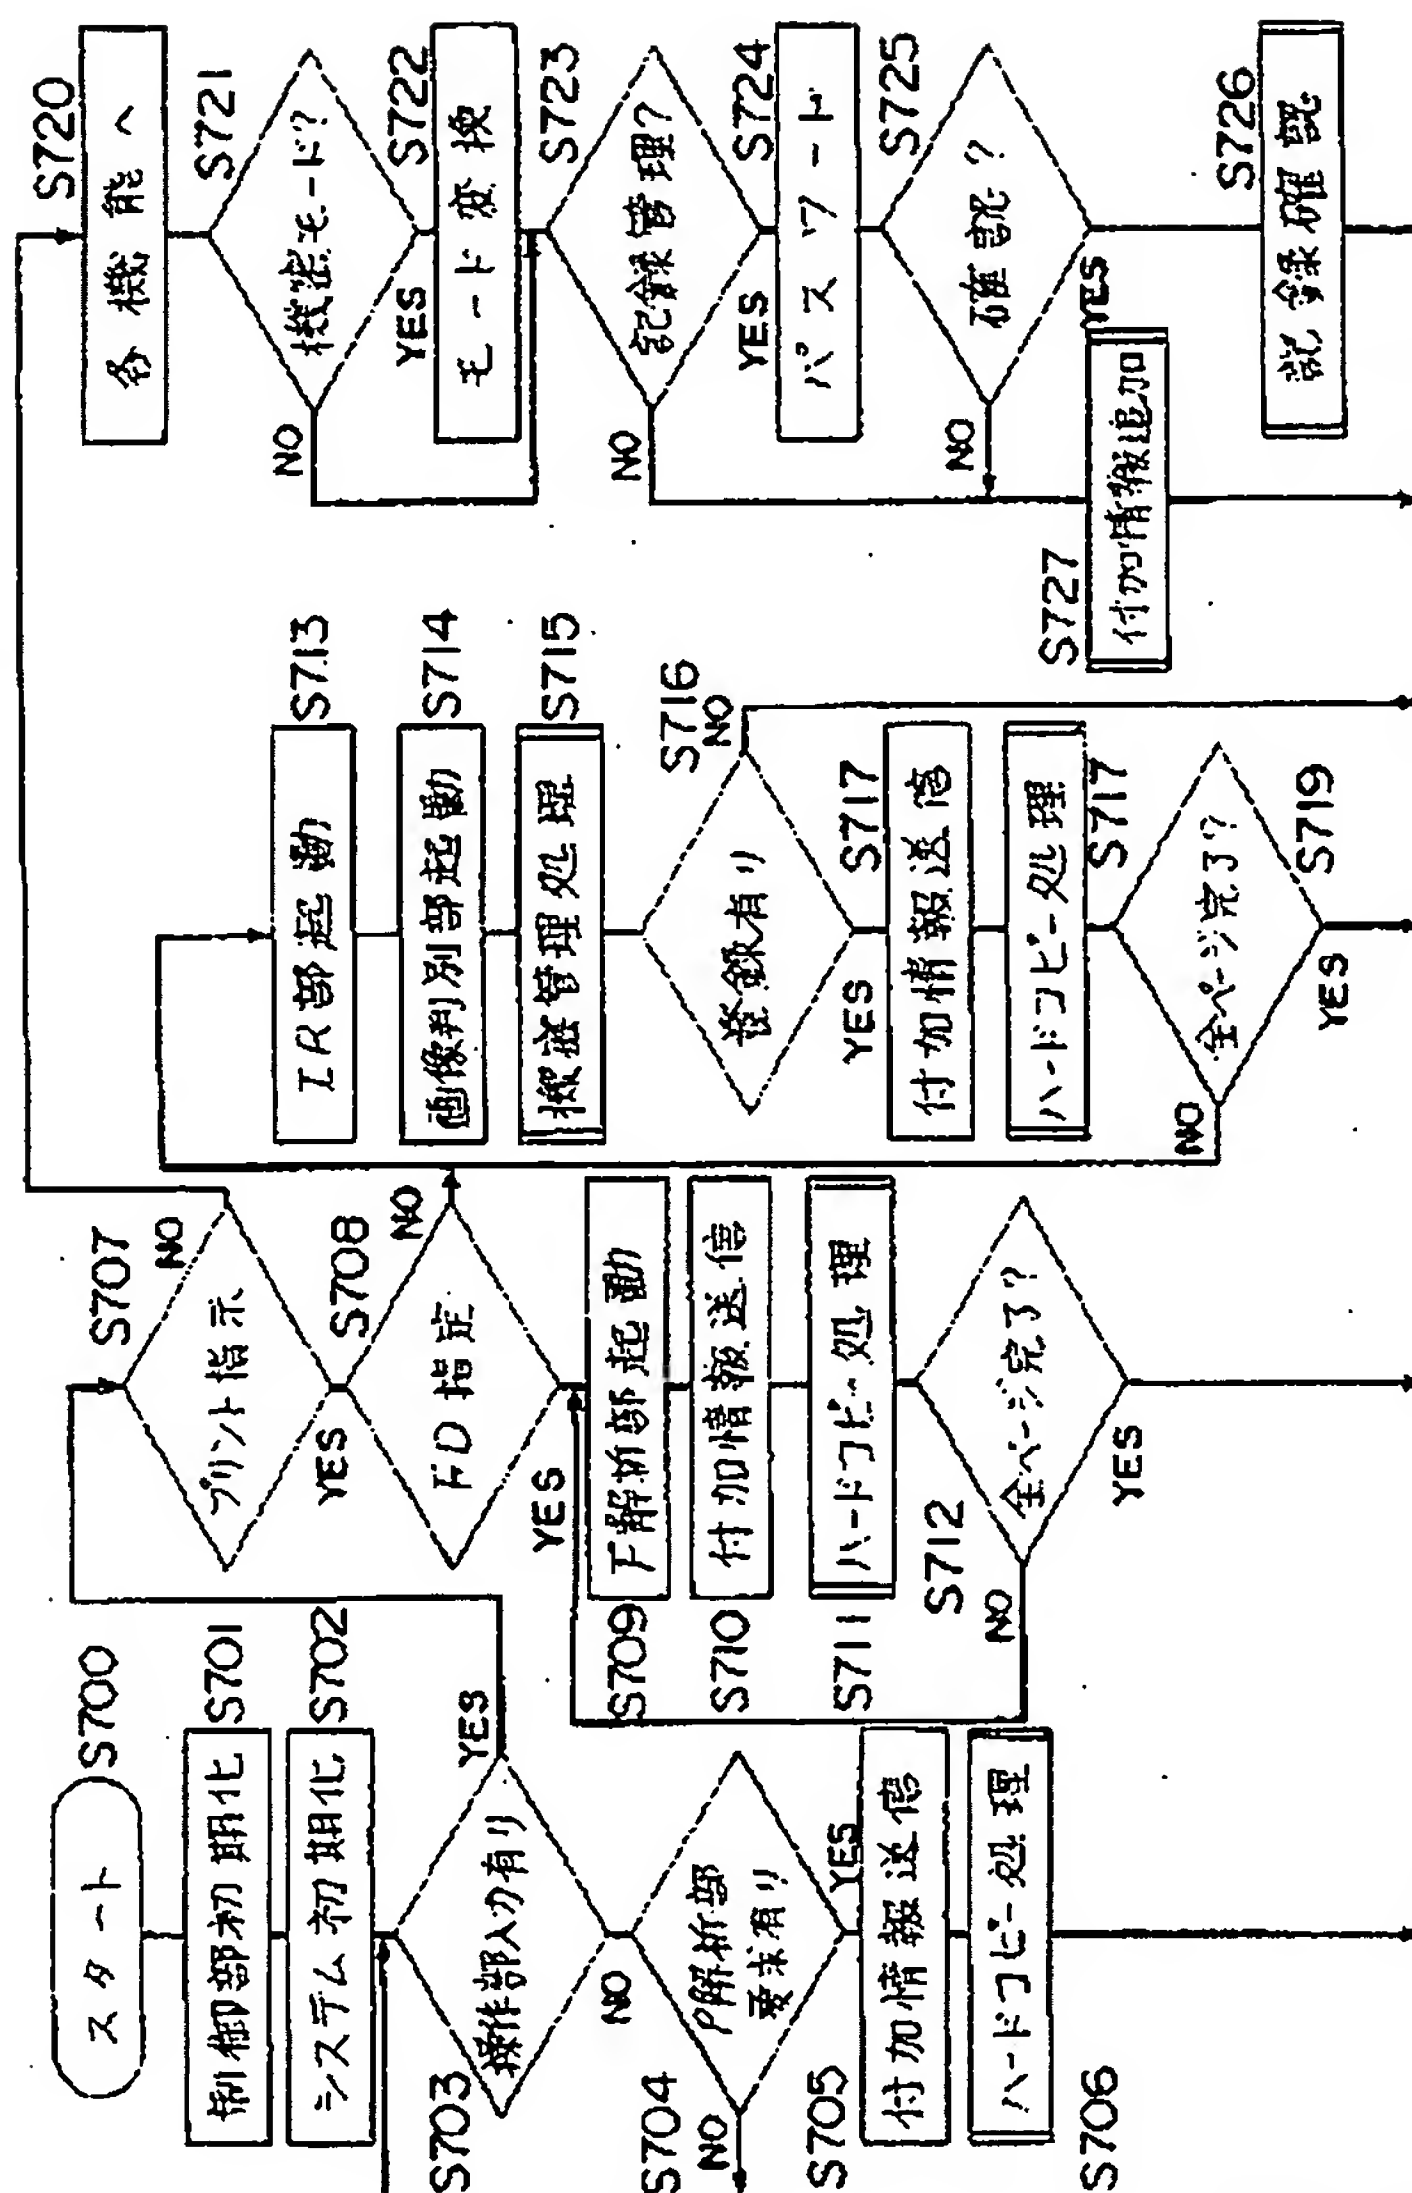 スタート
S700
制御部初期化
S701
システム初期化
S702
操作部入力有り
S703
YES
NO
P解析部
要求有り
S704
NO
YES
付加情報送信
S705
ハードコピー処理
S706
プリント指示
S707
NO
YES
FD指定
S708
NO
YES
F解析部起動
S709
付加情報送信
S710
ハードコピー処理
S711
全ページ完了?
S712
NO
YES
IR部起動
S713
画像判別部起動
S714
機密管理処理
S715
登録有り
S716
NO
YES
付加情報送信
S717
ハードコピー処理
S717
全ページ完了?
S719
NO
YES
各機能へ
S720
機密モード?
S721
NO
YES
モード変換
S722
記録管理?
S723
NO
YES
パスワード
S724
確認?
S725
NO
YES
記録確認
S726
付加情報追加
S727